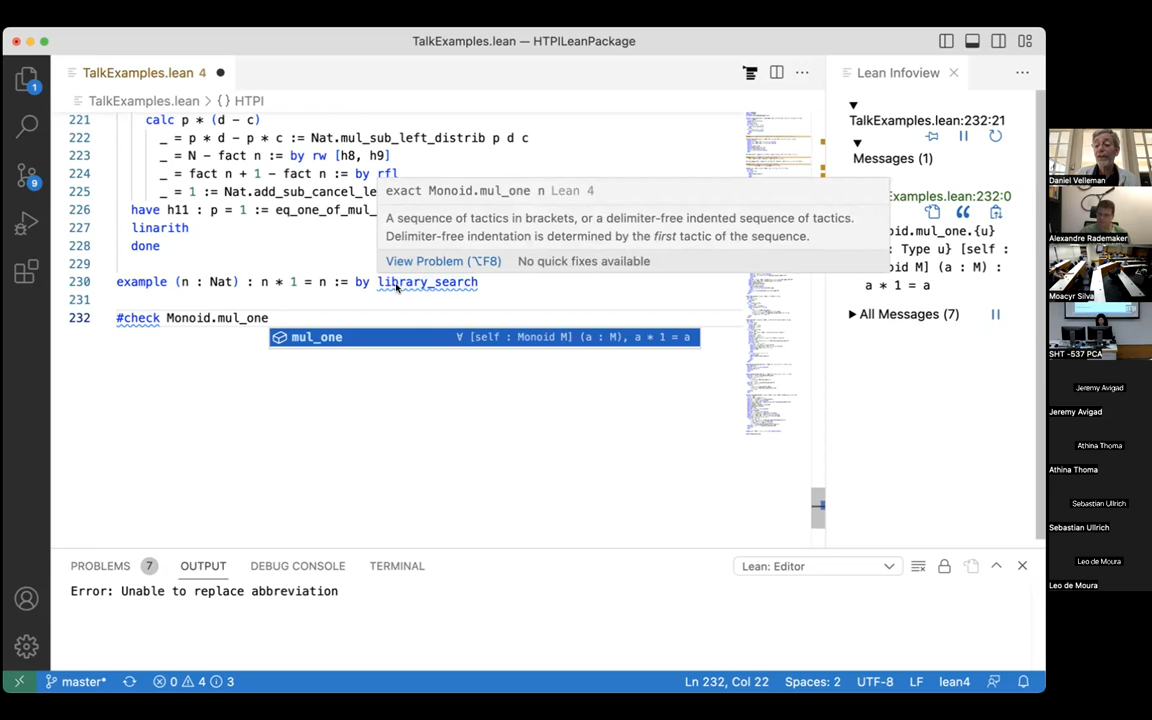 TalkExamples.lean — HTPILeanPackage
TalkExamples.lean 4
Lean Infoview
TalkExamples.lean > {} HTPI
221 calc p * (d - c)
222 _ = p * d - p * c := Nat.mul_sub_left_distrib p d c
223 _ = N - fact n := by rw [h8, h9]
224 _ = fact n + 1 - fact n := by rfl
225 _ = 1 := Nat.add_sub_cancel_le
226 have h11 : p = 1 := eq_one_of_mul_
227 linarith
228 done
229
230 example (n : Nat) : n * 1 = n := by library_search
231
232 #check Monoid.mul_one
exact Monoid.mul_one n Lean 4
A sequence of tactics in brackets, or a delimiter-free indented sequence of tactics.
Delimiter-free indentation is determined by the first tactic of the sequence.
View Problem (⌥F8) No quick fixes available
mul_one ∀ [self : Monoid M] (a : M), a * 1 = a
TalkExamples.lean:232:21
Messages (1)
Examples.lean:232:0
oid.mul_one.{u}
Type u} [self :
oid M] (a : M) :
a * 1 = a
All Messages (7)
1
9
PROBLEMS 7 OUTPUT DEBUG CONSOLE TERMINAL
Lean: Editor
Error: Unable to replace abbreviation
master* 0 4 3
Ln 232, Col 22 Spaces: 2 UTF-8 LF lean4
Daniel Velleman
Alexandre Rademaker
Moacyr Silva
SHT -537 PCA
Jeremy Avigad
Jeremy Avigad
Athina Thoma
Athina Thoma
Sebastian Ullrich
Sebastian Ullrich
Leo de Moura
Leo de Moura